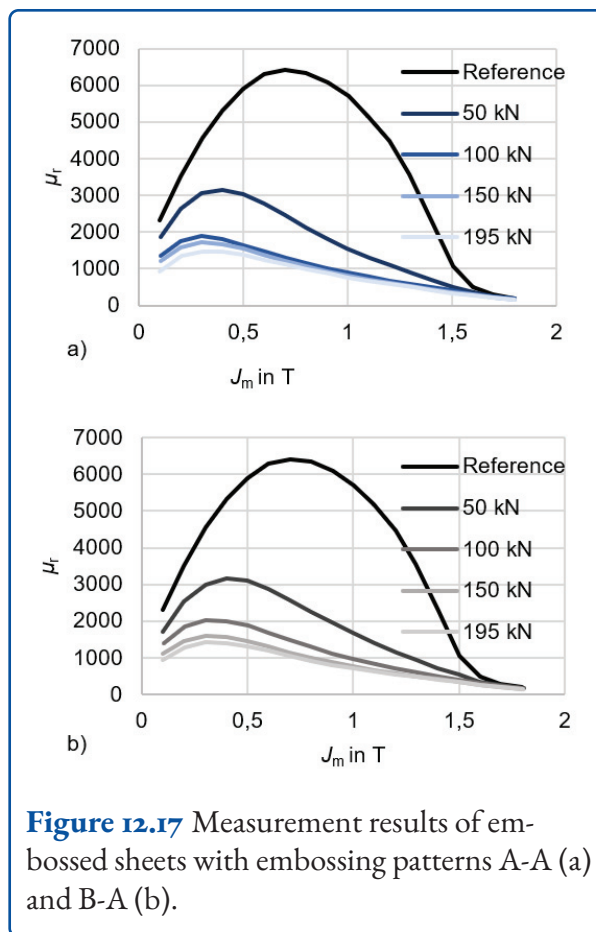 7000
6000
5000
4000
3000
2000
1000
0
μr
Reference
50 kN
100 kN
150 kN
195 kN
0 0,5 1 1,5 2
a)
Jm in T
7000
6000
5000
4000
3000
2000
1000
0
μr
Reference
50 kN
100 kN
150 kN
195 kN
0 0,5 1 1,5 2
b)
Jm in T
Figure 12.17 Measurement results of em-
bossed sheets with embossing patterns A-A (a)
and B-A (b).